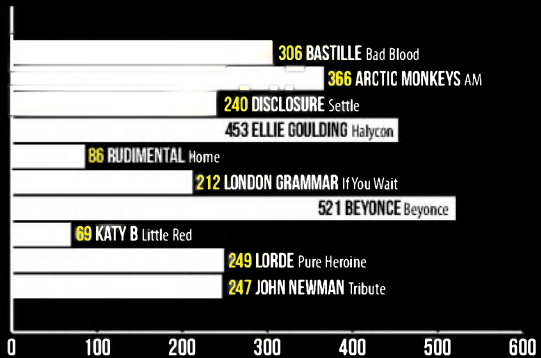 306 BASTILLE Bad Blood
366 ARCTIC MONKEYS AM
240 DISCLOSURE Settle
453 ELLIE GOULDING Halycon
86 RUDIMENTAL Home
212 LONDON GRAMMAR If You Wait
521 BEYONCE Beyonce
69 KATY B Little Red
249 LORDE Pure Heroine
247 JOHN NEWMAN Tribute
0 100 200 300 400 500 600